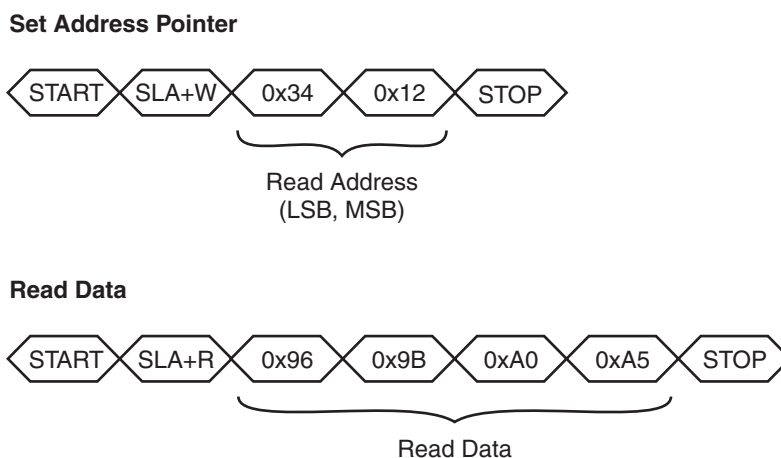 Set Address Pointer
START SLA+W 0x34 0x12 STOP
Read Address
(LSB, MSB)
Read Data
START SLA+R 0x96 0x9B 0xA0 0xA5 STOP
Read Data